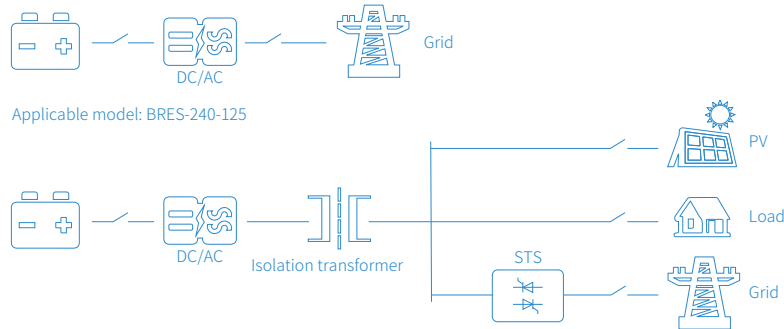 Grid
DC/AC
Applicable model: BRES-240-125
PV
Load
DC/AC
Isolation transformer
STS
Grid